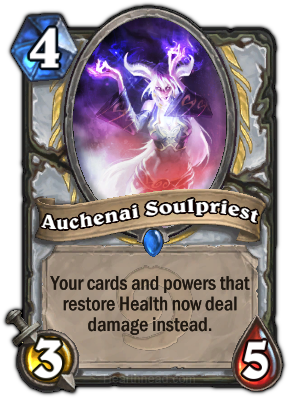 4
Auchenai Soulpriest
Your cards and powers that
restore Health now deal
damage instead.
3
5